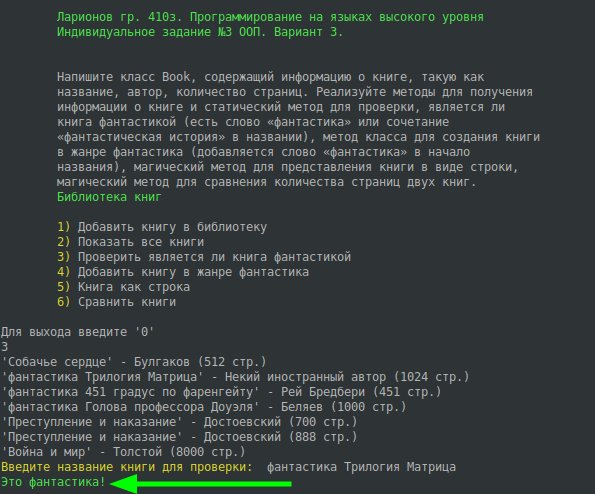 Ларионов гр. 410з. Программирование на языках высокого уровня
Индивидуальное задание №3 ООП. Вариант 3.
Напишите класс Book, содержащий информацию о книге, такую как
название, автор, количество страниц. Реализуйте методы для получения
информации о книге и статический метод для проверки, является ли
книга фантастикой (есть слово «фантастика» или сочетание
«фантастическая история» в названии), метод класса для создания книги
в жанре фантастика (добавляется слово «фантастика» в начало
названия), магический метод для представления книги в виде строки,
магический метод для сравнения количества страниц двух книг.
Библиотека книг
1) Добавить книгу в библиотеку
2) Показать все книги
3) Проверить является ли книга фантастикой
4) Добавить книгу в жанре фантастика
5) Книга как строка
6) Сравнить книги
Для выхода введите '0'
3
'Собачье сердце' - Булгаков (512 стр.)
'фантастика Трилогия Матрица' - Некий иностранный автор (1024 стр.)
'фантастика 451 градус по фаренгейту' - Рей Бредбери (451 стр.)
'фантастика Голова профессора Доуэля' - Беляев (1000 стр.)
'Преступление и наказание' - Достоевский (700 стр.)
'Преступление и наказание' - Достоевский (888 стр.)
'Война и мир' - Толстой (8000 стр.)
Введите название книги для проверки:  фантастика Трилогия Матрица
Это фантастика!